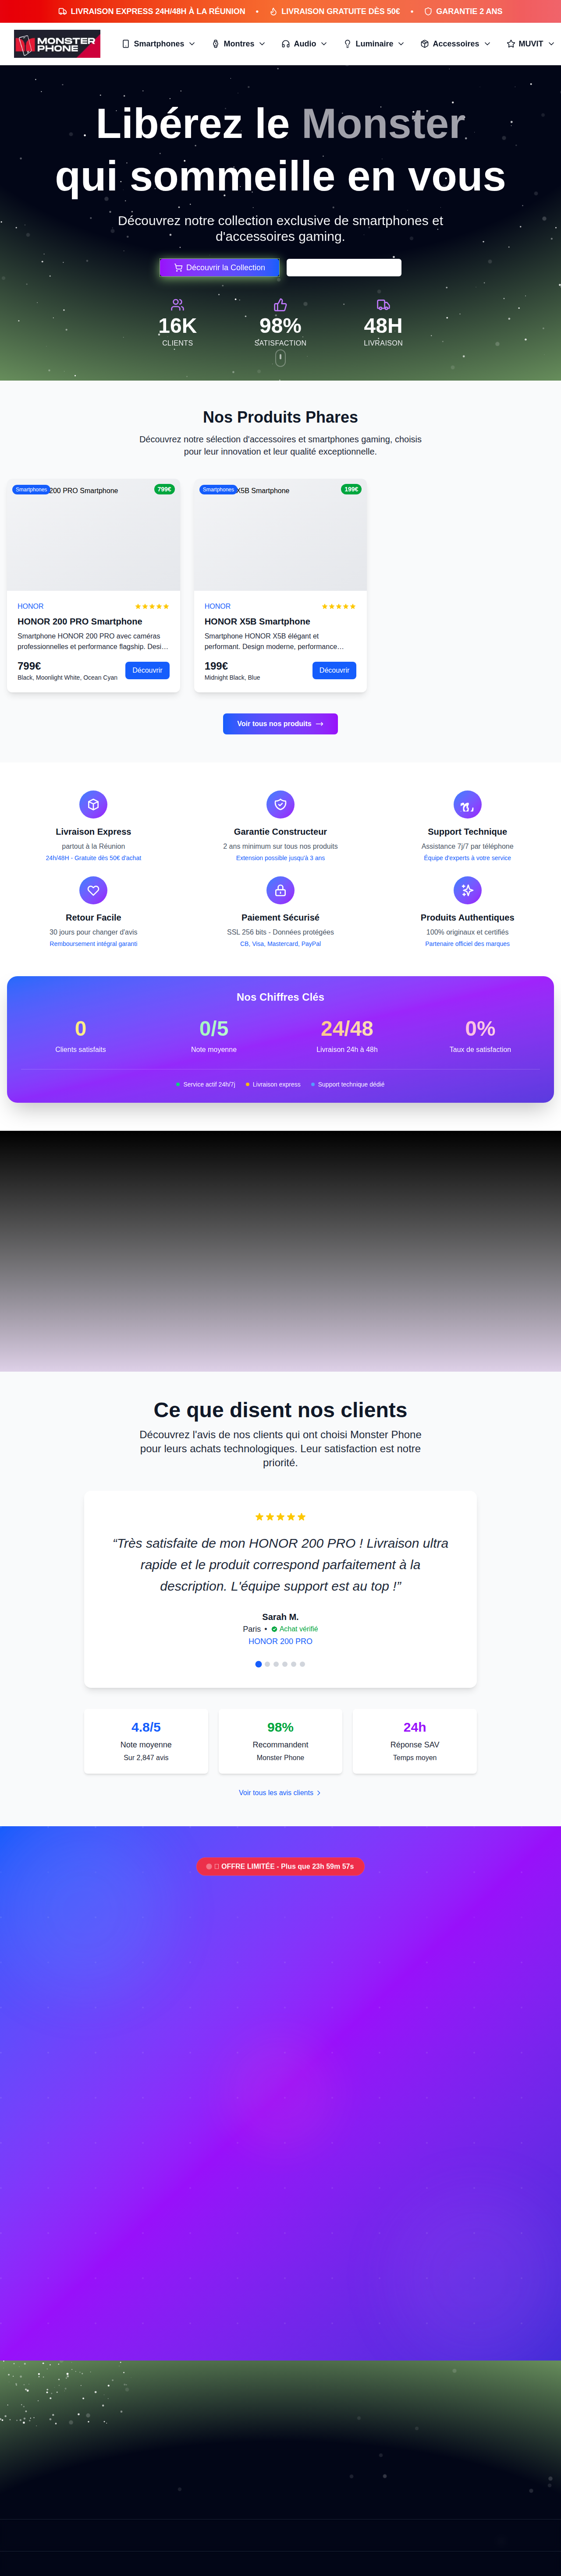 LIVRAISON EXPRESS 24H/48H À LA RÉUNION • LIVRAISON GRATUITE DÈS 50€ • GARANTIE 2 ANS
MONSTER PHONE
Smartphones Montres Audio Luminaire Accessoires MUVIT
Libérez le Monster
qui sommeille en vous
Découvrez notre collection exclusive de smartphones et
d'accessoires gaming.
Découvrir la Collection
16K 98% 48H
CLIENTS SATISFACTION LIVRAISON
Nos Produits Phares
Découvrez notre sélection d'accessoires et smartphones gaming, choisis
pour leur innovation et leur qualité exceptionnelle.
Smartphones 200 PRO Smartphone 799€
Smartphones X5B Smartphone 199€
HONOR
HONOR 200 PRO Smartphone
Smartphone HONOR 200 PRO avec caméras
professionnelles et performance flagship. Desi…
799€
Black, Moonlight White, Ocean Cyan
Découvrir
HONOR
HONOR X5B Smartphone
Smartphone HONOR X5B élégant et
performant. Design moderne, performance…
199€
Midnight Black, Blue
Découvrir
Voir tous nos produits
Livraison Express
partout à la Réunion
24h/48H - Gratuite dès 50€ d'achat
Garantie Constructeur
2 ans minimum sur tous nos produits
Extension possible jusqu'à 3 ans
Support Technique
Assistance 7j/7 par téléphone
Équipe d'experts à votre service
Retour Facile
30 jours pour changer d'avis
Remboursement intégral garanti
Paiement Sécurisé
SSL 256 bits - Données protégées
CB, Visa, Mastercard, PayPal
Produits Authentiques
100% originaux et certifiés
Partenaire officiel des marques
Nos Chiffres Clés
0 0/5 24/48 0%
Clients satisfaits Note moyenne Livraison 24h à 48h Taux de satisfaction
Service actif 24h/7j Livraison express Support technique dédié
Ce que disent nos clients
Découvrez l'avis de nos clients qui ont choisi Monster Phone
pour leurs achats technologiques. Leur satisfaction est notre
priorité.
“Très satisfaite de mon HONOR 200 PRO ! Livraison ultra
rapide et le produit correspond parfaitement à la
description. L'équipe support est au top !”
Sarah M.
Paris • Achat vérifié
HONOR 200 PRO
4.8/5
Note moyenne
Sur 2,847 avis
98%
Recommandent
Monster Phone
24h
Réponse SAV
Temps moyen
Voir tous les avis clients
OFFRE LIMITÉE - Plus que 23h 59m 57s